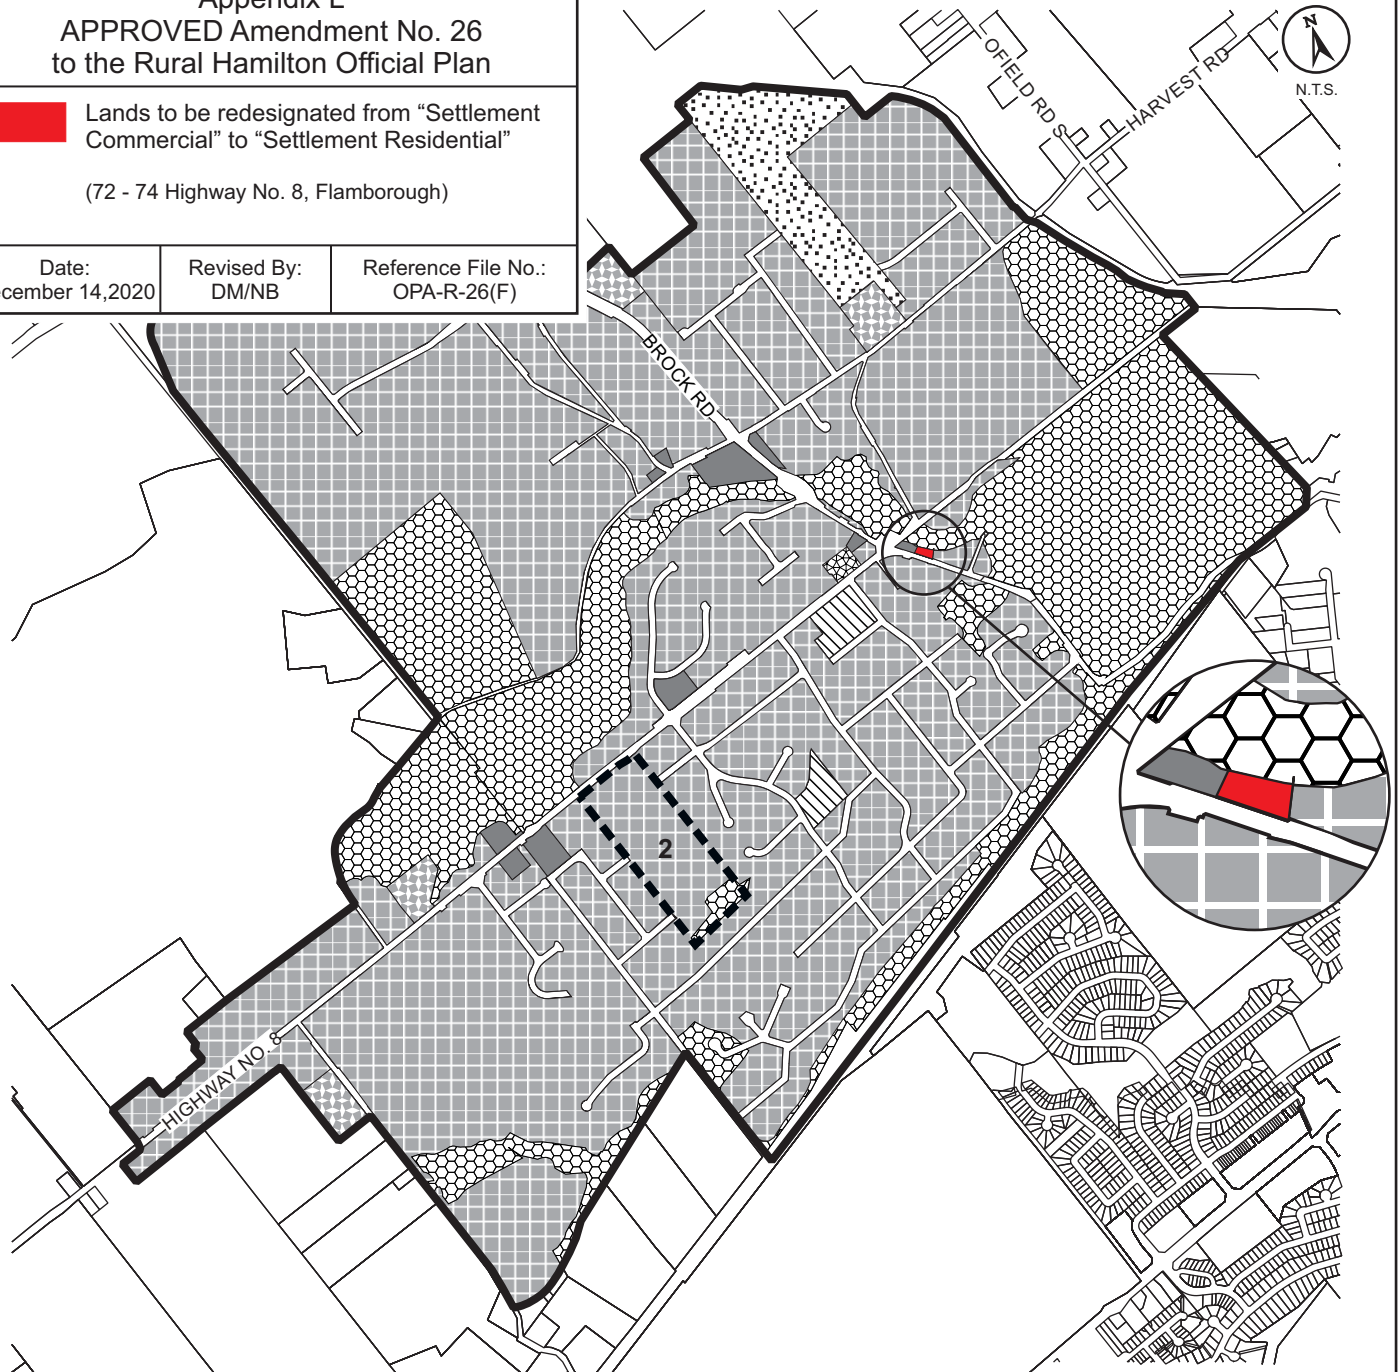 APPROVED Amendment No. 26
to the Rural Hamilton Official Plan
Lands to be redesignated from “Settlement
Commercial” to “Settlement Residential”
(72 - 74 Highway No. 8, Flamborough)
Date:
14,2020
Revised By:
DM/NB
Reference File No.:
OPA-R-26(F)
N
N.T.S.
OFIELD RD S
HARVEST RD
BROCK RD
2
HIGHWAY NO. 8